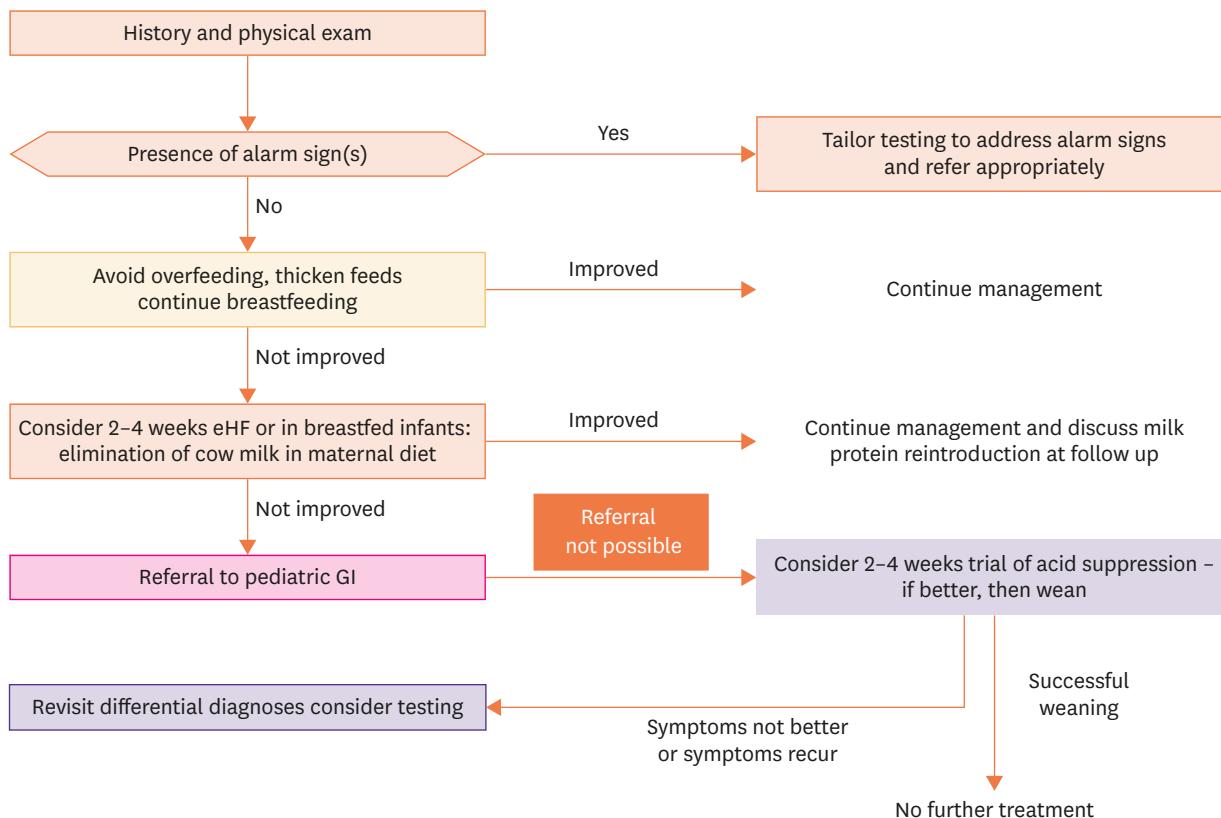 History and physical exam
Presence of alarm sign(s)
Yes
Tailor testing to address alarm signs
and refer appropriately
No
Avoid overfeeding, thicken feeds
continue breastfeeding
Improved
Continue management
Not improved
Consider 2–4 weeks eHF or in breastfed infants:
elimination of cow milk in maternal diet
Improved
Continue management and discuss milk
protein reintroduction at follow up
Not improved
Referral
not possible
Referral to pediatric GI
Consider 2–4 weeks trial of acid suppression –
if better, then wean
Revisit differential diagnoses consider testing
Symptoms not better
or symptoms recur
Successful
weaning
No further treatment